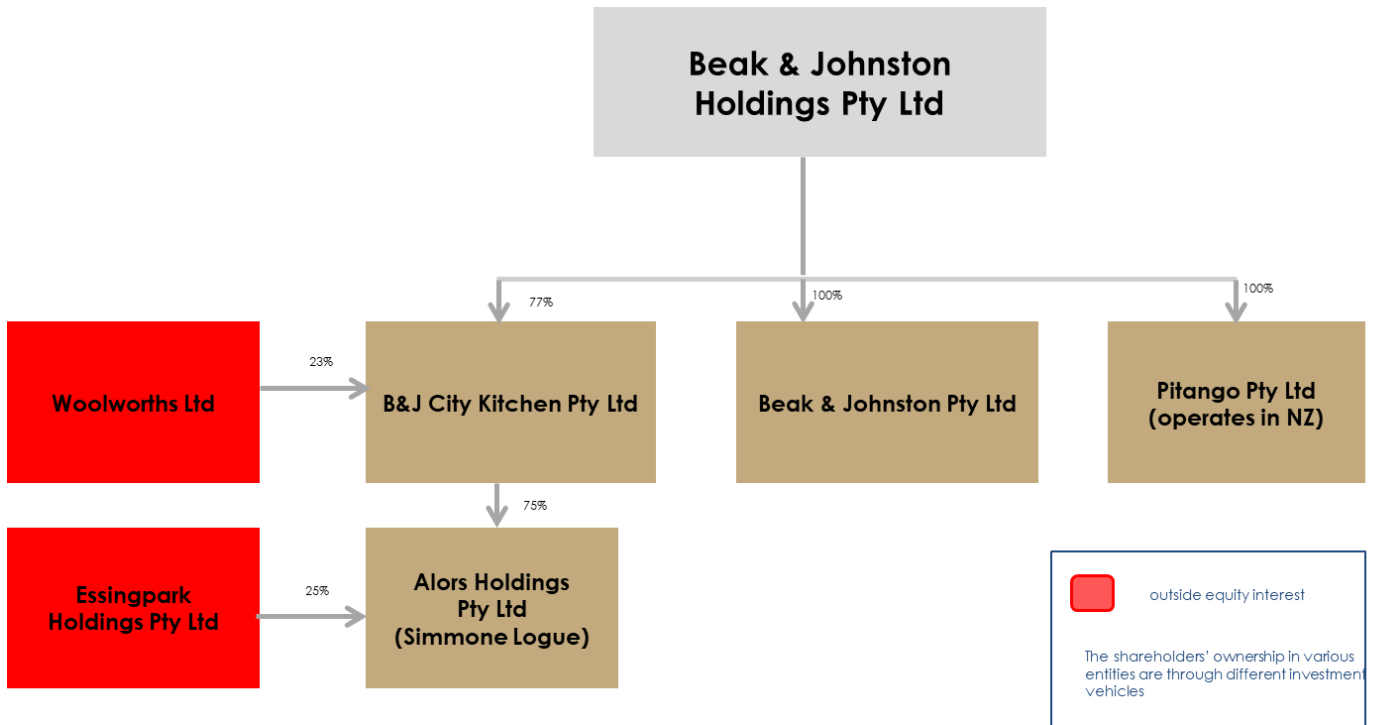 Beak & Johnston
Holdings Pty Ltd
77%
100%
100%
Woolworths Ltd
23%
B&J City Kitchen Pty Ltd
Beak & Johnston Pty Ltd
Pitango Pty Ltd
(operates in NZ)
75%
Essingpark
Holdings Pty Ltd
25%
Alors Holdings
Pty Ltd
(Simmone Logue)
outside equity interest
The shareholders' ownership in various
entities are through different investment
vehicles